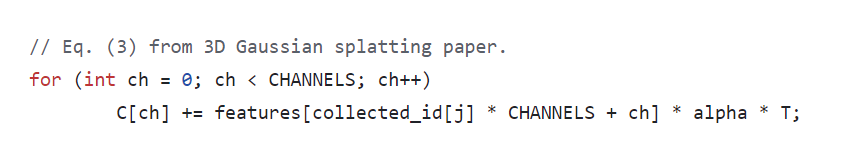 // Eq. (3) from 3D Gaussian splatting paper.
for (int ch = 0; ch < CHANNELS; ch++)
C[ch] += features[collected_id[j] * CHANNELS + ch] * alpha * T;